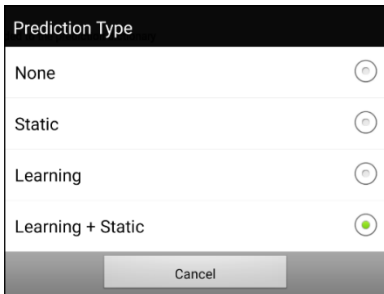 Prediction Type
None
Static
Learning
Learning + Static
Cancel